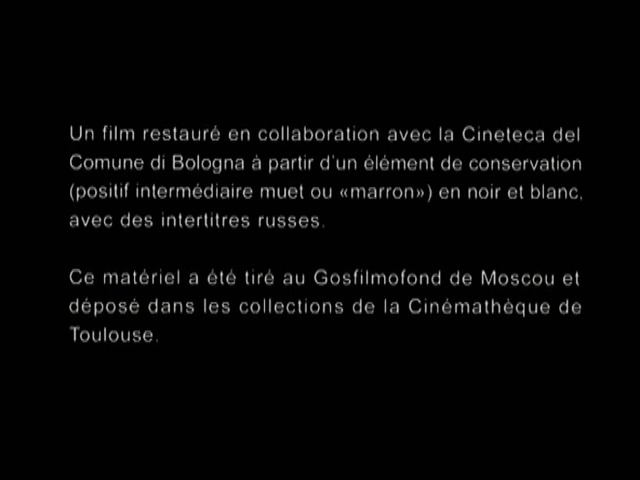 Un film restauré en collaboration avec la Cineteca del
Comune di Bologna à partir d'un élément de conservation
(positif intermédiaire muet ou «marron») en noir et blanc,
avec des intertitres russes.
Ce matériel a été tiré au Gosfilmofond de Moscou et
déposé dans les collections de la Cinémathèque de
Toulouse.